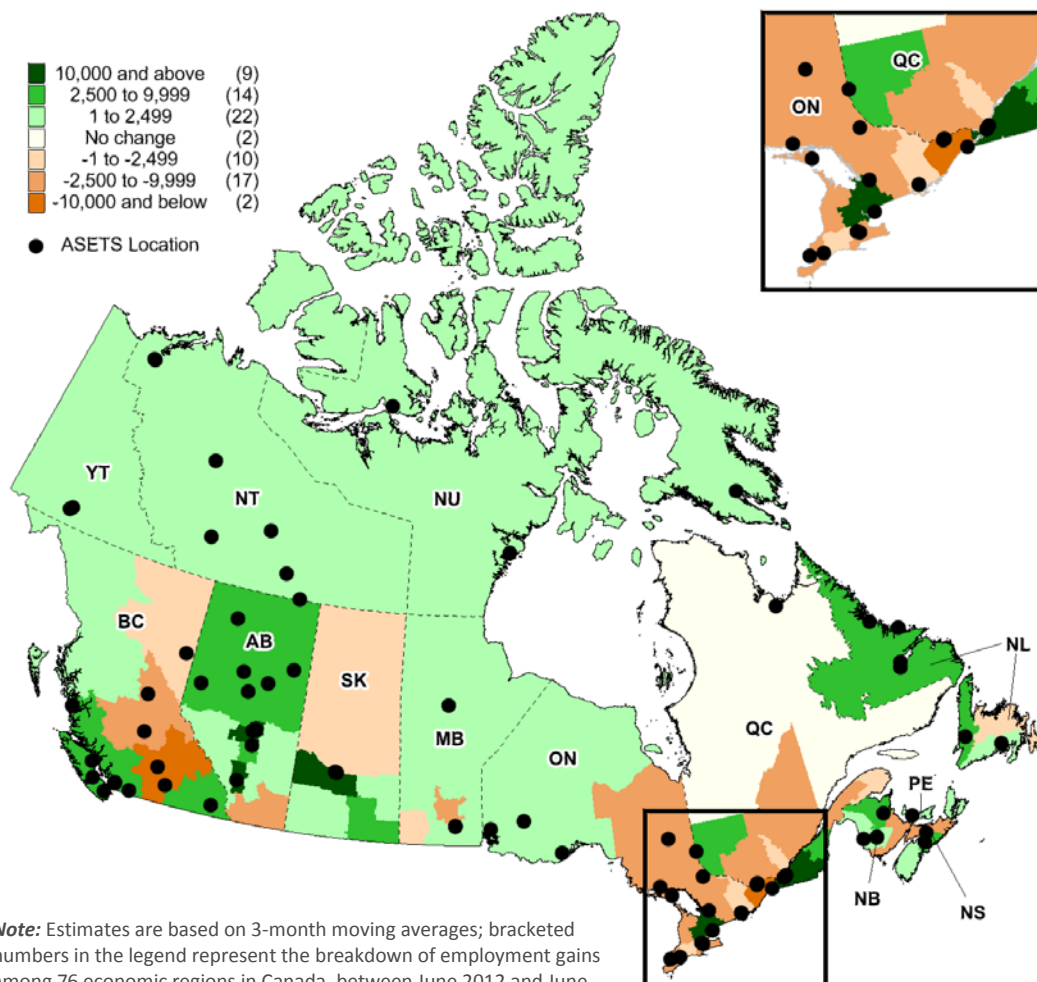 10,000 and above (9)
2,500 to 9,999 (14)
1 to 2,499 (22)
No change (2)
-1 to -2,499 (10)
-2,500 to -9,999 (17)
-10,000 and below (2)
ASETS Location
QC
ON
YT
NT
NU
BC
AB
SK
MB
ON
QC
NL
PE
NB
NS
Note: Estimates are based on 3-month moving averages; bracketed
numbers in the legend represent the breakdown of employment gains
among 76 economic regions in Canada, between June 2012 and June